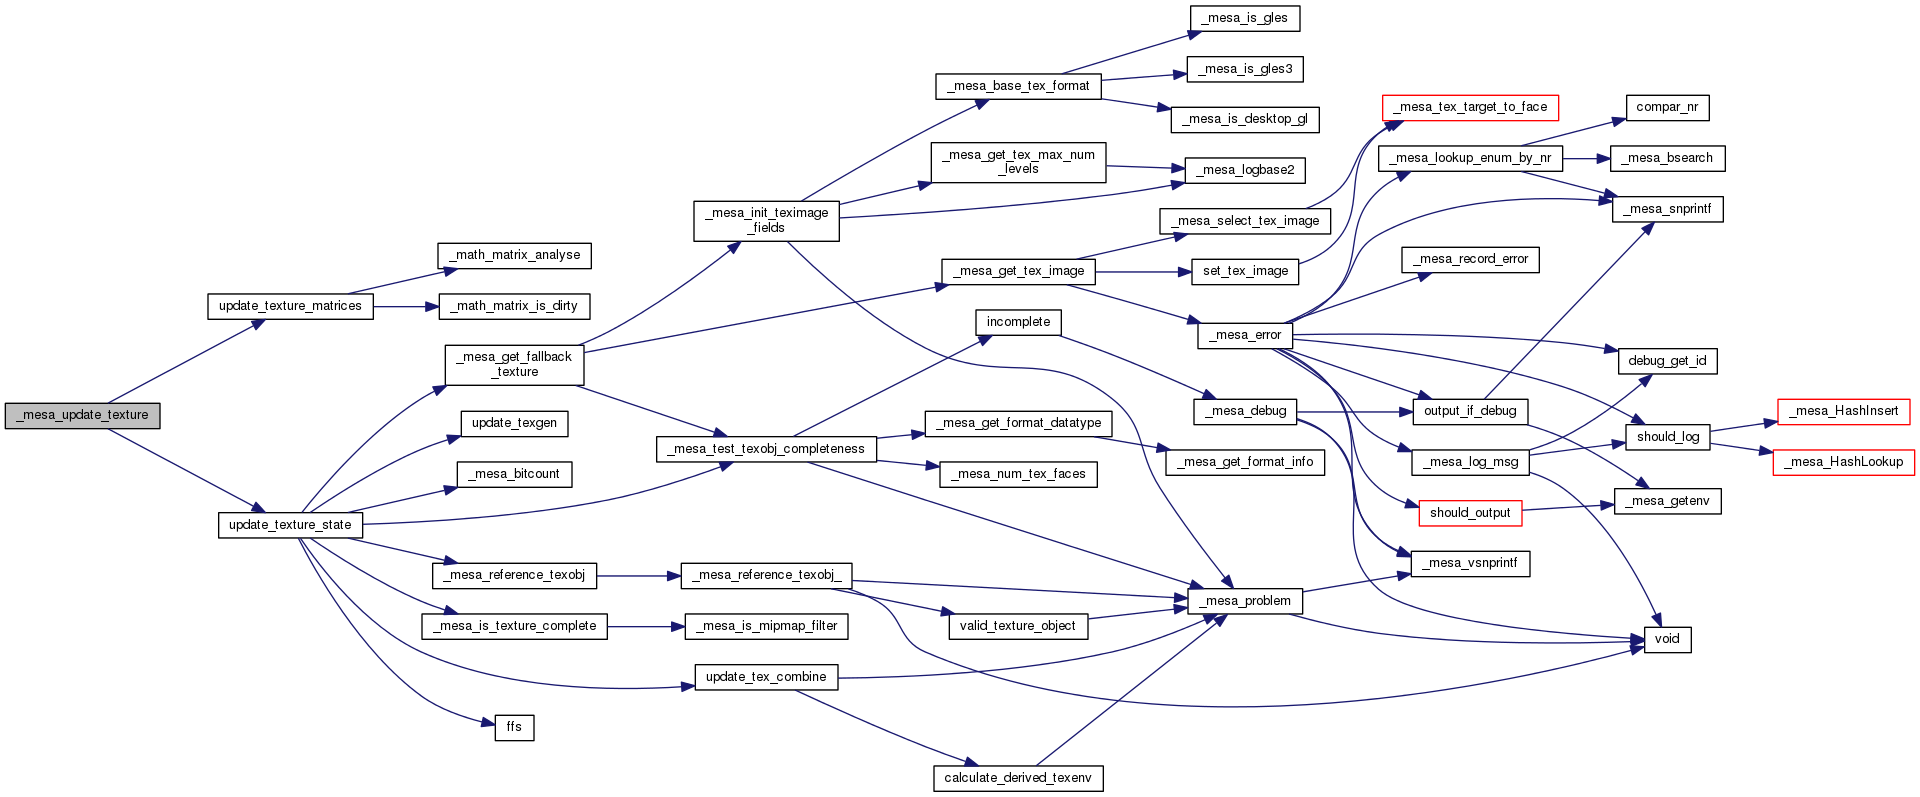 _mesa_update_texture
update_texture_matrices
update_texture_state
_math_matrix_analyse
_math_matrix_is_dirty
_mesa_get_fallback
_texture
update_texgen
_mesa_bitcount
_mesa_reference_texobj
_mesa_is_texture_complete
ffs
_mesa_init_teximage
_fields
_mesa_test_texobj_completeness
_mesa_reference_texobj_
_mesa_is_mipmap_filter
update_tex_combine
_mesa_base_tex_format
_mesa_get_tex_max_num
_levels
_mesa_get_tex_image
incomplete
_mesa_get_format_datatype
_mesa_num_tex_faces
valid_texture_object
calculate_derived_texenv
_mesa_is_gles
_mesa_is_gles3
_mesa_is_desktop_gl
_mesa_logbase2
_mesa_select_tex_image
set_tex_image
_mesa_error
_mesa_debug
_mesa_get_format_info
_mesa_problem
_mesa_tex_target_to_face
_mesa_lookup_enum_by_nr
_mesa_record_error
output_if_debug
_mesa_log_msg
should_output
_mesa_vsnprintf
compar_nr
_mesa_bsearch
_mesa_snprintf
debug_get_id
should_log
_mesa_getenv
void
_mesa_HashInsert
_mesa_HashLookup